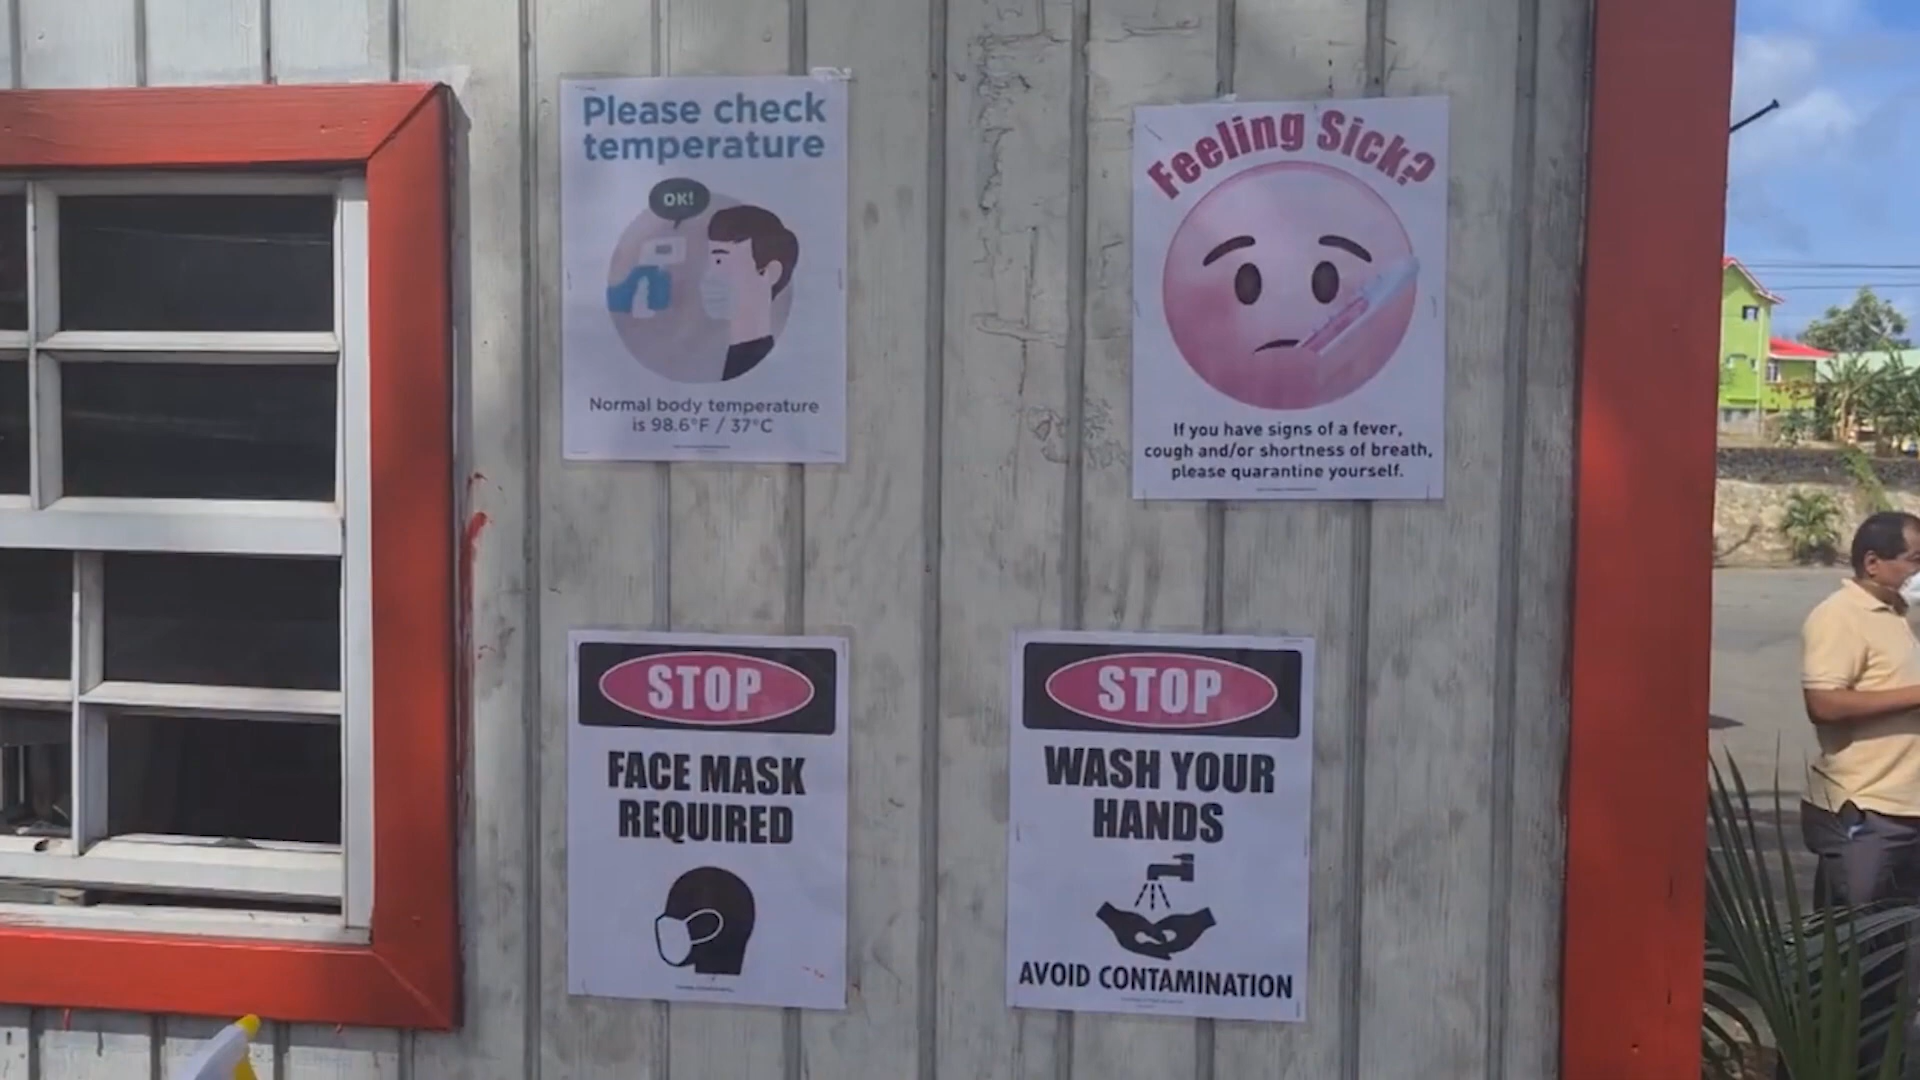 Please check
temperature
OK!
Normal body temperature
is 98.6°F / 37°C
Feeling Sick?
If you have signs of a fever,
cough and/or shortness of breath,
please quarantine yourself.
STOP
FACE MASK
REQUIRED
STOP
WASH YOUR
HANDS
AVOID CONTAMINATION